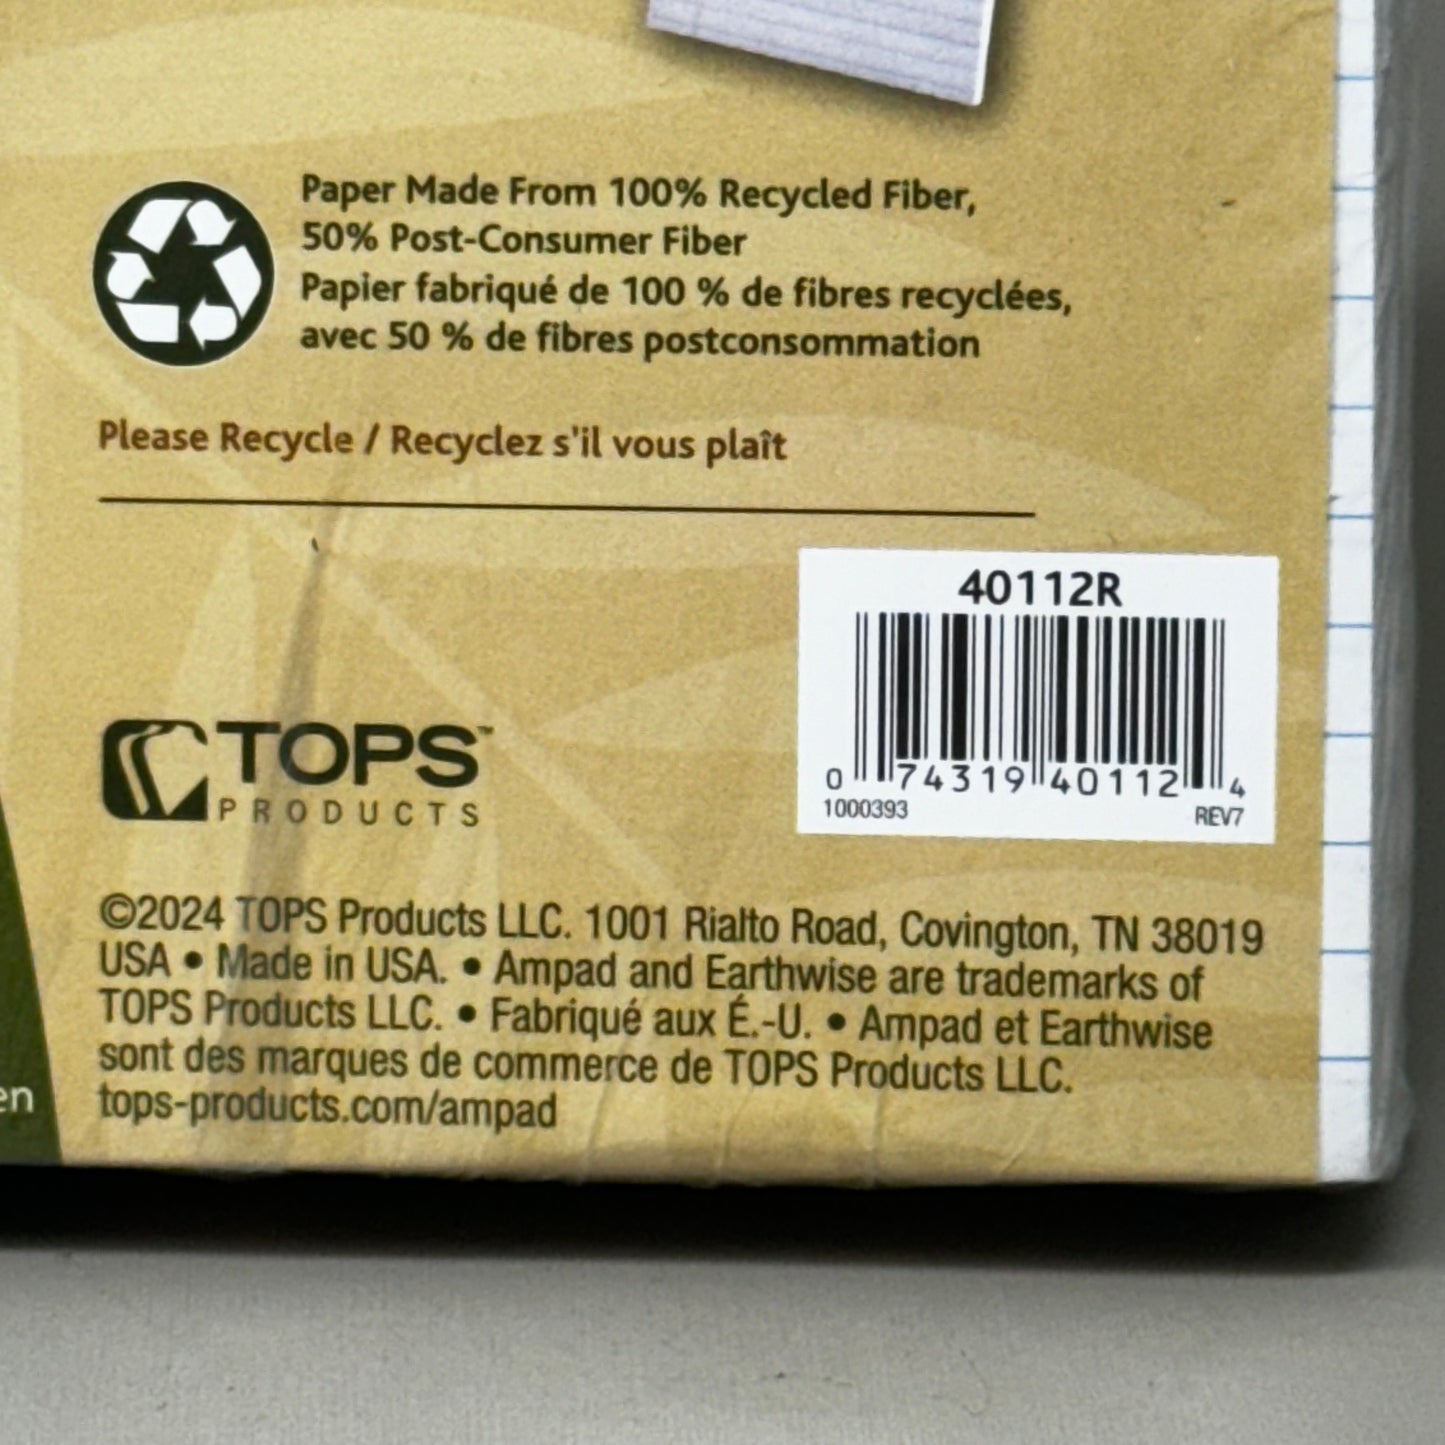 Paper Made From 100% Recycled Fiber,
50% Post-Consumer Fiber
Papier fabriqué de 100 % de fibres recyclées,
avec 50 % de fibres postconsommation
Please Recycle / Recyclez s'il vous plaît
40112R
0 74319 40112 4
1000393 REV7
TOPS™
PRODUCTS
©2024 TOPS Products LLC. 1001 Rialto Road, Covington, TN 38019
USA • Made in USA. • Ampad and Earthwise are trademarks of
TOPS Products LLC. • Fabriqué aux É.-U. • Ampad et Earthwise
sont des marques de commerce de TOPS Products LLC.
tops-products.com/ampad
en